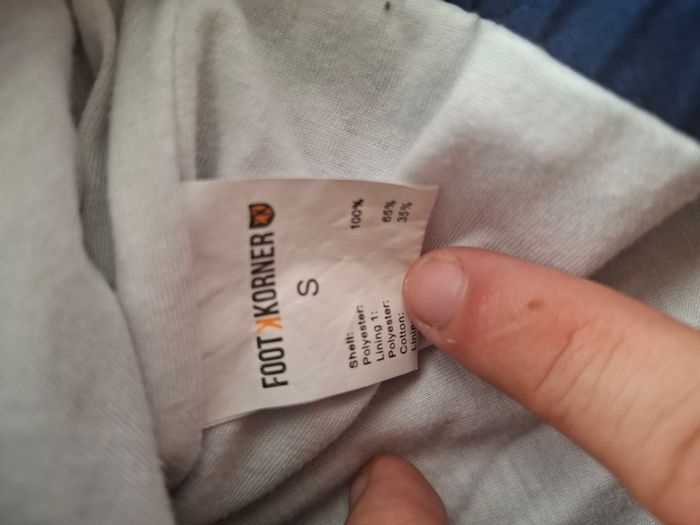 FOOT KORNER
S
Shell:
Polyester: 100%
Lining 1:
Polyester: 65%
Cotton: 35%